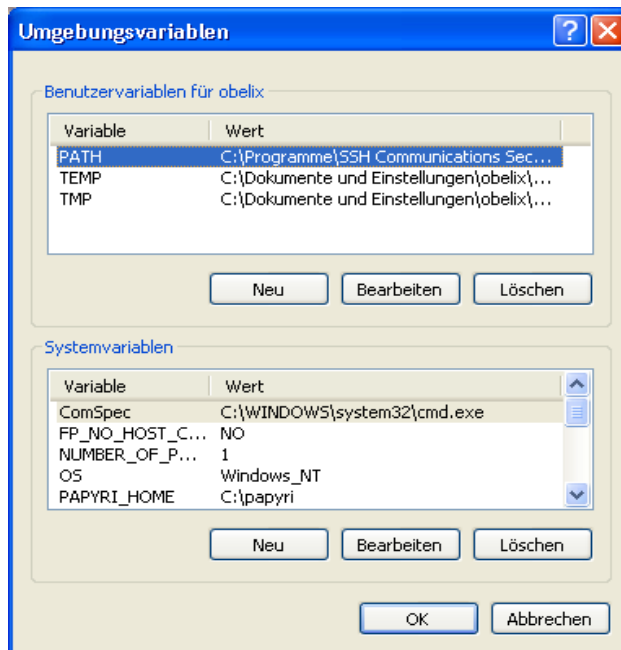 Umgebungsvariablen
Benutzervariablen für obelix
Variable Wert
PATH C:\Programme\SSH Communications Sec...
TEMP C:\Dokumente und Einstellungen\obelix\...
TMP C:\Dokumente und Einstellungen\obelix\...
Neu Bearbeiten Löschen
Systemvariablen
Variable Wert
ComSpec C:\WINDOWS\system32\cmd.exe
FP_NO_HOST_C... NO
NUMBER_OF_P... 1
OS Windows_NT
PAPYRI_HOME C:\papyri
Neu Bearbeiten Löschen
OK Abbrechen